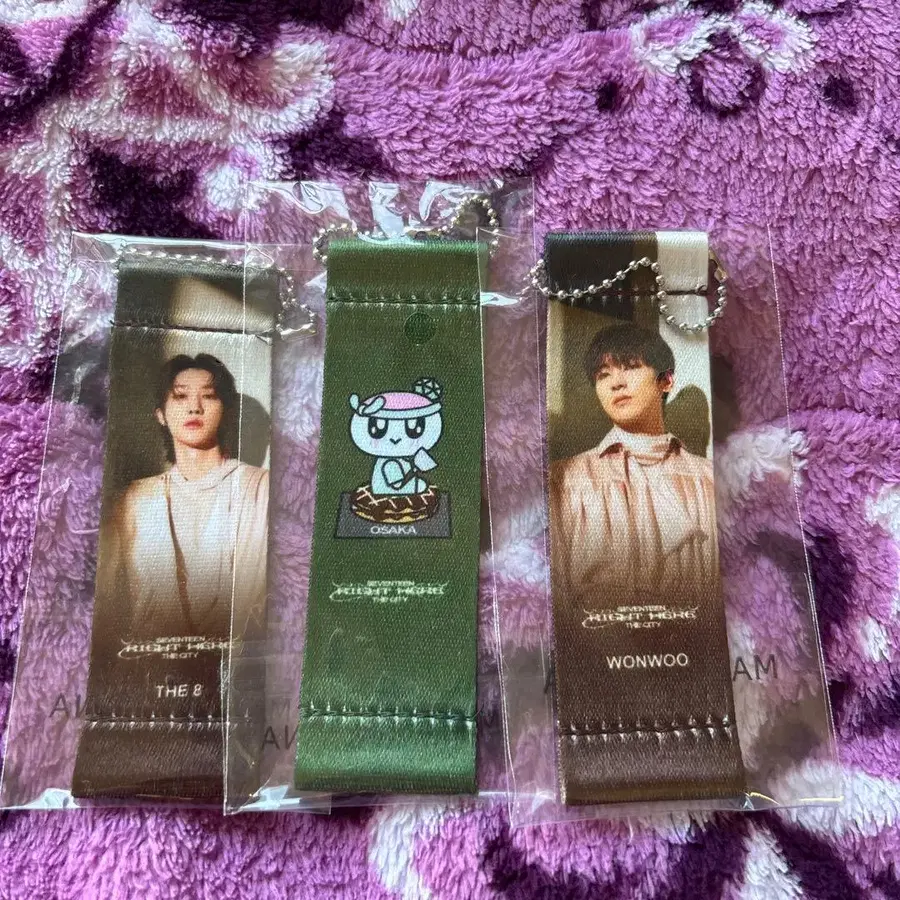 SEVENTEEN
RIGHT HERE
THE CITY
THE 8
OSAKA
SEVENTEEN
RIGHT HERE
THE CITY
SEVENTEEN
RIGHT HERE
THE CITY
WONWOO